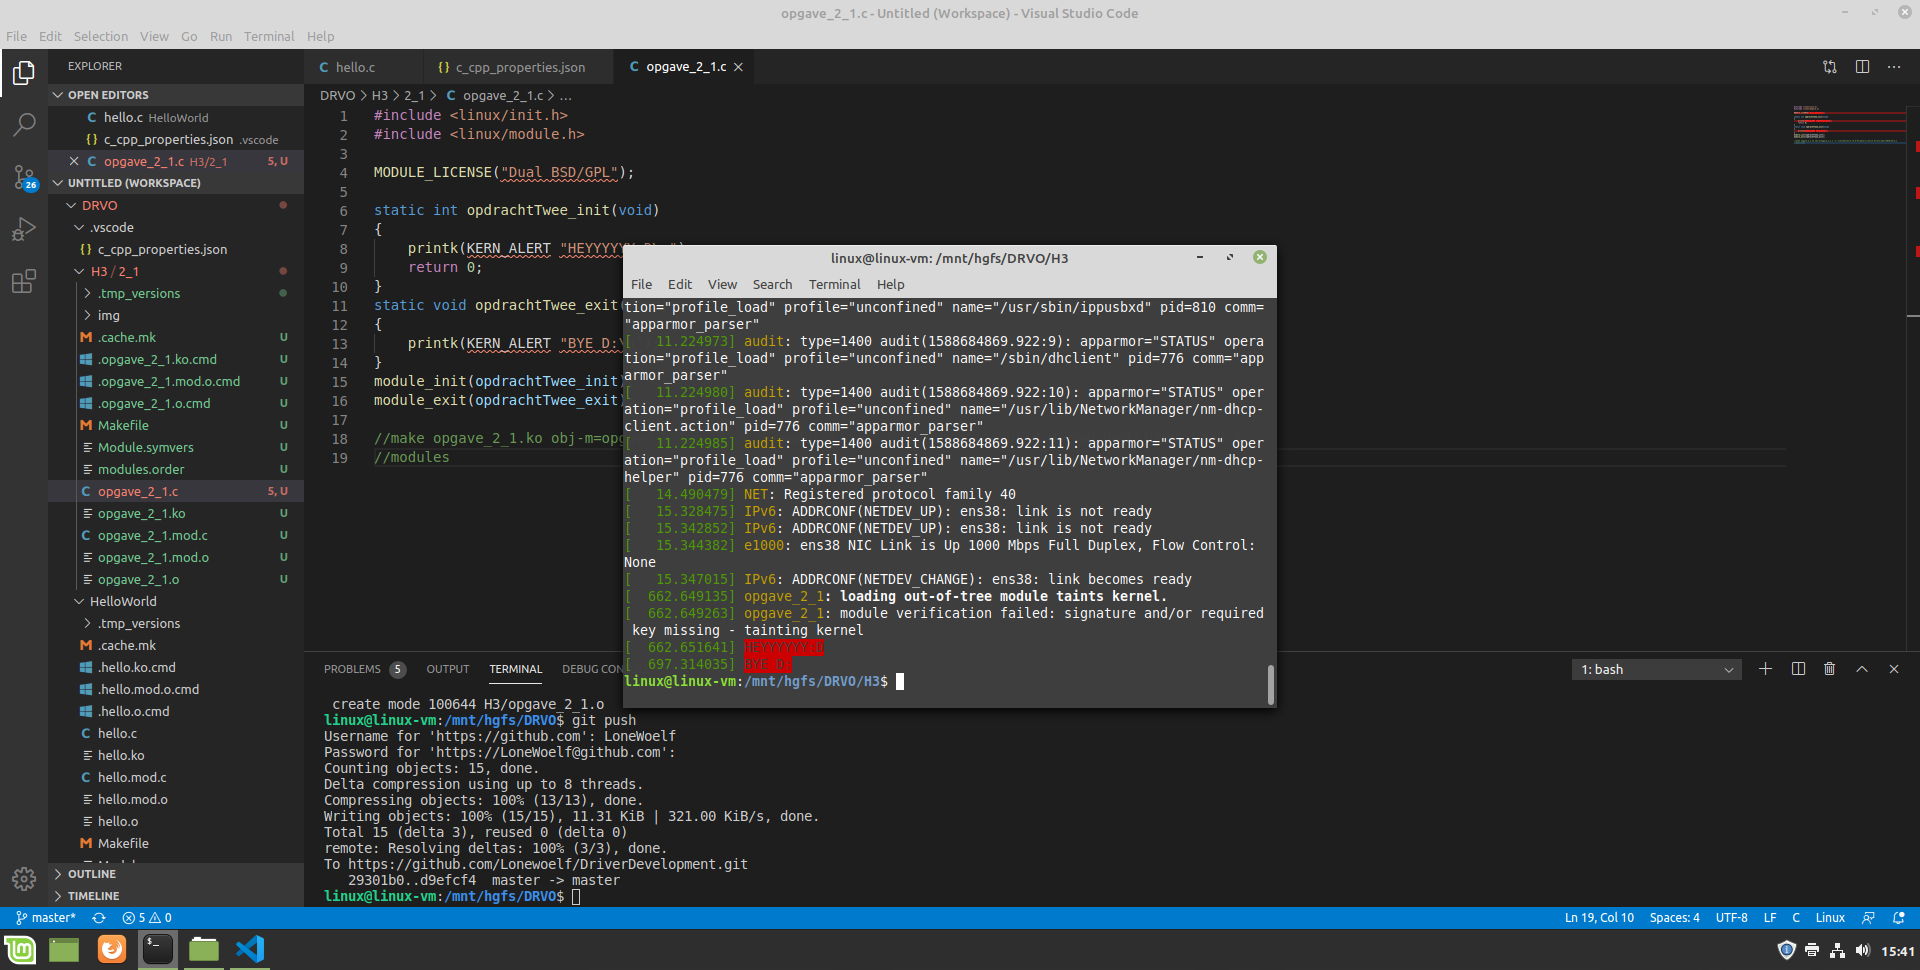 opgave_2_1.c - Untitled (Workspace) - Visual Studio Code
File Edit Selection View Go Run Terminal Help
EXPLORER
OPEN EDITORS
C hello.c HelloWorld
{} c_cpp_properties.json .vscode
C opgave_2_1.c H3/2_1 5, U
26
UNTITLED (WORKSPACE)
DRVO
.vscode
{} c_cpp_properties.json
H3 / 2_1
.tmp_versions
img
M .cache.mk U
.opgave_2_1.ko.cmd U
.opgave_2_1.mod.o.cmd U
.opgave_2_1.o.cmd U
M Makefile U
Module.symvers U
modules.order U
C opgave_2_1.c 5, U
opgave_2_1.ko U
C opgave_2_1.mod.c U
opgave_2_1.mod.o U
opgave_2_1.o U
HelloWorld
.tmp_versions
M .cache.mk
.hello.ko.cmd
.hello.mod.o.cmd
.hello.o.cmd
C hello.c
hello.ko
C hello.mod.c
hello.mod.o
hello.o
M Makefile
OUTLINE
TIMELINE
C hello.c {} c_cpp_properties.json C opgave_2_1.c
DRVO > H3 > 2_1 > C opgave_2_1.c > ...
1 #include <linux/init.h>
2 #include <linux/module.h>
3
4 MODULE_LICENSE("Dual BSD/GPL");
5
6 static int opdrachtTwee_init(void)
7 {
8 printk(KERN_ALERT "HEYYYYYY
9 return 0;
10 }
11 static void opdrachtTwee_exit(
12 {
13 printk(KERN_ALERT "BYE D:\
14 }
15 module_init(opdrachtTwee_init)
16 module_exit(opdrachtTwee_exit)
17
18 //make opgave_2_1.ko obj-m=opg
19 //modules
linux@linux-vm: /mnt/hgfs/DRVO/H3
File Edit View Search Terminal Help
tion="profile_load" profile="unconfined" name="/usr/sbin/ippusbxd" pid=810 comm=
"apparmor_parser"
[ 11.224973] audit: type=1400 audit(1588684869.922:9): apparmor="STATUS" opera
tion="profile_load" profile="unconfined" name="/sbin/dhclient" pid=776 comm="app
armor_parser"
[ 11.224980] audit: type=1400 audit(1588684869.922:10): apparmor="STATUS" oper
ation="profile_load" profile="unconfined" name="/usr/lib/NetworkManager/nm-dhcp-
client.action" pid=776 comm="apparmor_parser"
[ 11.224985] audit: type=1400 audit(1588684869.922:11): apparmor="STATUS" oper
ation="profile_load" profile="unconfined" name="/usr/lib/NetworkManager/nm-dhcp-
helper" pid=776 comm="apparmor_parser"
[ 14.490479] NET: Registered protocol family 40
[ 15.328475] IPv6: ADDRCONF(NETDEV_UP): ens38: link is not ready
[ 15.342852] IPv6: ADDRCONF(NETDEV_UP): ens38: link is not ready
[ 15.344382] e1000: ens38 NIC Link is Up 1000 Mbps Full Duplex, Flow Control:
None
[ 15.347015] IPv6: ADDRCONF(NETDEV_CHANGE): ens38: link becomes ready
[ 662.649135] opgave_2_1: loading out-of-tree module taints kernel.
[ 662.649263] opgave_2_1: module verification failed: signature and/or required
key missing - tainting kernel
[ 662.651641] HEYYYYYY:D
[ 697.314035] BYE D:
linux@linux-vm:/mnt/hgfs/DRVO/H3$
PROBLEMS 5 OUTPUT TERMINAL DEBUG CON 1: bash
create mode 100644 H3/opgave_2_1.o
linux@linux-vm:/mnt/hgfs/DRVO$ git push
Username for 'https://github.com': LoneWoelf
Password for 'https://LoneWoelf@github.com':
Counting objects: 15, done.
Delta compression using up to 8 threads.
Compressing objects: 100% (13/13), done.
Writing objects: 100% (15/15), 11.31 KiB | 321.00 KiB/s, done.
Total 15 (delta 3), reused 0 (delta 0)
remote: Resolving deltas: 100% (3/3), done.
To https://github.com/Lonewoelf/DriverDevelopment.git
29301b0..d9efcf4 master -> master
linux@linux-vm:/mnt/hgfs/DRVO$
master* 5 0 Ln 19, Col 10 Spaces: 4 UTF-8 LF C Linux
15:41